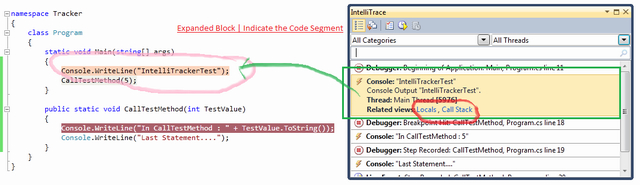 namespace Tracker
{
Expanded Block | Indicate the Code Segment
class Program
{
static void Main(string[] args)
{
Console.WriteLine("IntelliTrackerTest");
CallTestMethod(5);
}
public static void CallTestMethod(int TestValue)
{
Console.WriteLine("In CallTestMethod : " + TestValue.ToString());
Console.WriteLine("Last Statement....");
}
}
}
IntelliTrace
All Categories
All Threads
Debugger: Beginning of Application: Main, Program.cs line
Console: "IntelliTrackerTest"
Console Output "IntelliTrackerTest".
Thread: Main Thread [5976]
Related views: Locals , Call Stack
Debugger: Breakpoint Hit: CallTestMethod, Program.cs line 18
Console: "In CallTestMethod : 5"
Debugger: Step Recorded: CallTestMethod, Program.cs line 19
Console: "Last Statement...."